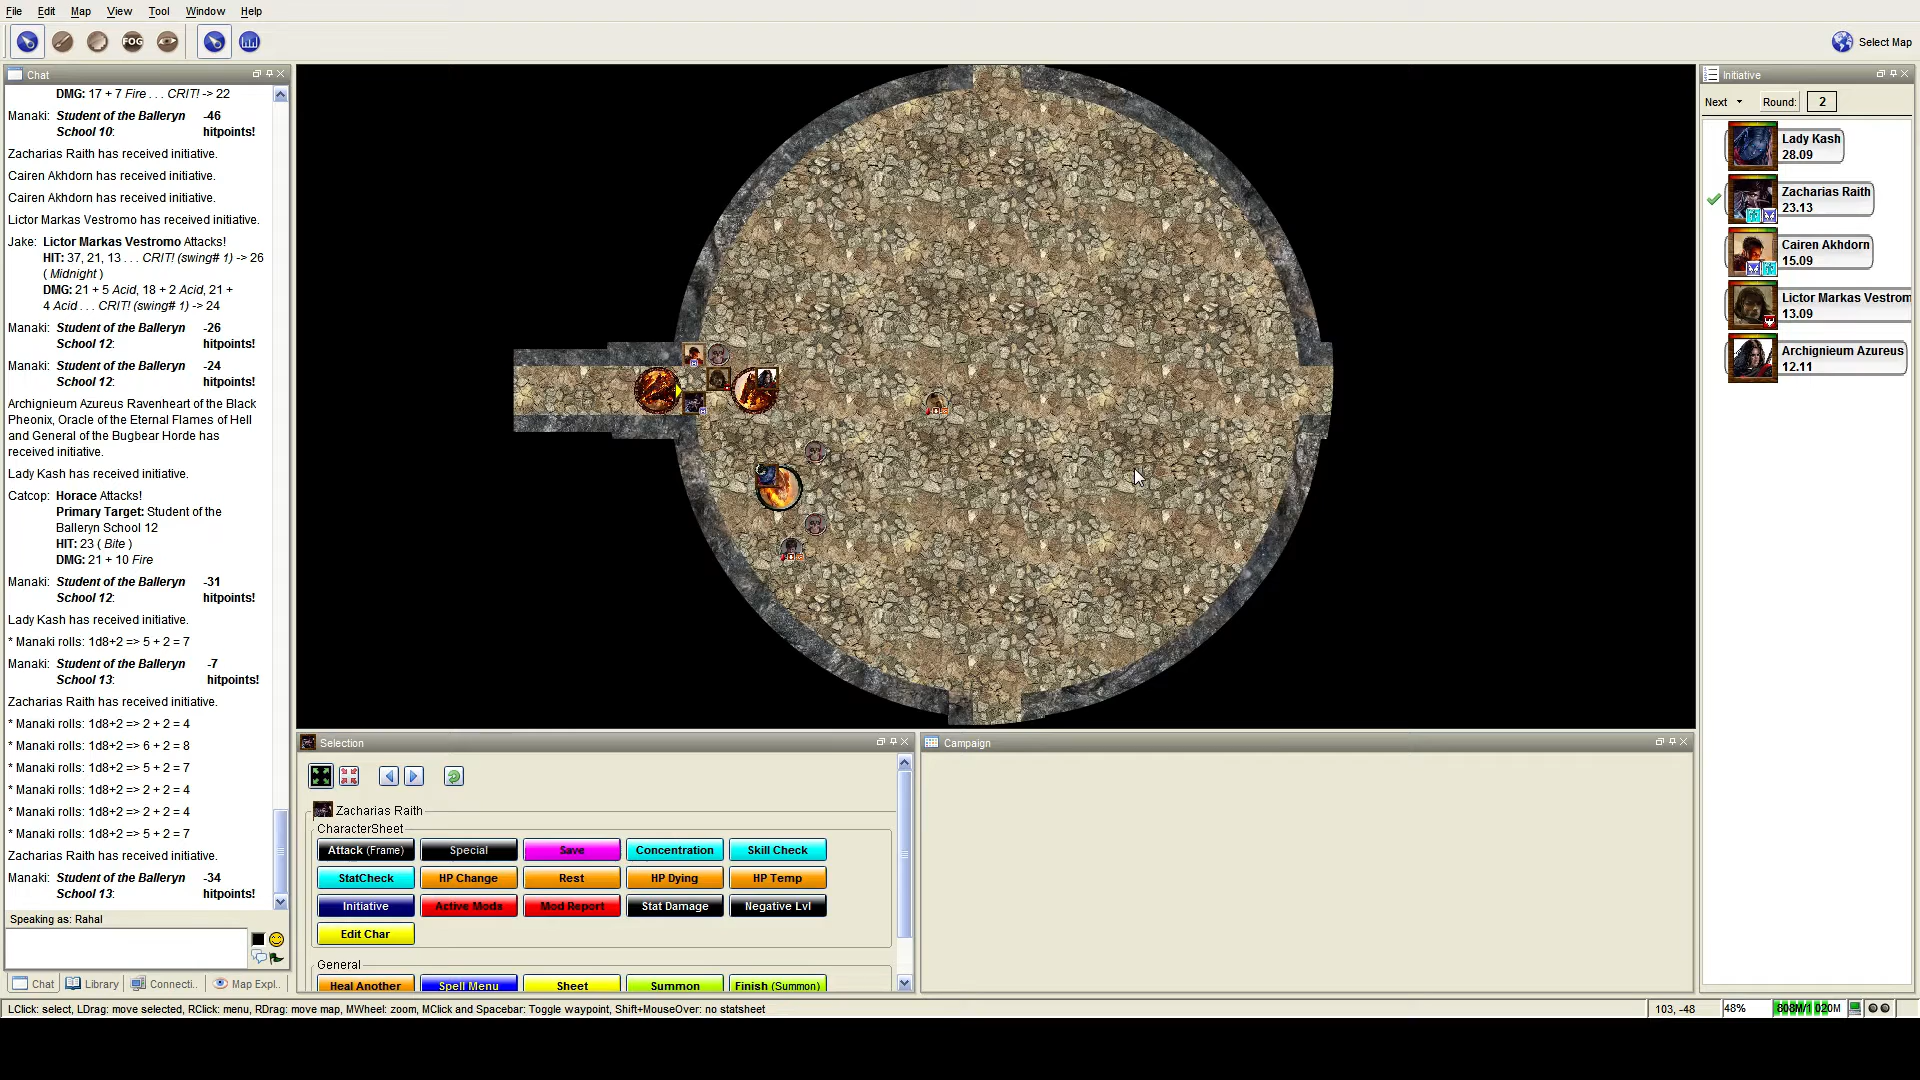 File Edit Map View Tool Window Help
FOG
Select Map
Chat
DMG: 17 + 7 Fire . . . CRIT! -> 22
Manaki: Student of the Balleryn School 10: -46 hitpoints!
Zacharias Raith has received initiative.
Cairen Akhdorn has received initiative.
Cairen Akhdorn has received initiative.
Lictor Markas Vestromo has received initiative.
Jake: Lictor Markas Vestromo Attacks!
HIT: 37, 21, 13 . . . CRIT! (swing# 1) -> 26
( Midnight )
DMG: 21 + 5 Acid, 18 + 2 Acid, 21 +
4 Acid . . . CRIT! (swing# 1) -> 24
Manaki: Student of the Balleryn School 12: -26 hitpoints!
Manaki: Student of the Balleryn School 12: -24 hitpoints!
Archignieum Azureus Ravenheart of the Black
Pheonix, Oracle of the Eternal Flames of Hell
and General of the Bugbear Horde has
received initiative.
Lady Kash has received initiative.
Catcop: Horace Attacks!
Primary Target: Student of the
Balleryn School 12
HIT: 23 ( Bite )
DMG: 21 + 10 Fire
Manaki: Student of the Balleryn School 12: -31 hitpoints!
Lady Kash has received initiative.
* Manaki rolls: 1d8+2 => 5 + 2 = 7
Manaki: Student of the Balleryn School 13: -7 hitpoints!
Zacharias Raith has received initiative.
* Manaki rolls: 1d8+2 => 2 + 2 = 4
* Manaki rolls: 1d8+2 => 6 + 2 = 8
* Manaki rolls: 1d8+2 => 5 + 2 = 7
* Manaki rolls: 1d8+2 => 2 + 2 = 4
* Manaki rolls: 1d8+2 => 2 + 2 = 4
* Manaki rolls: 1d8+2 => 5 + 2 = 7
Zacharias Raith has received initiative.
Manaki: Student of the Balleryn School 13: -34 hitpoints!
Speaking as: Rahal
Chat Library Connecti.. Map Expl..
Selection
Zacharias Raith
CharacterSheet
Attack (Frame) Special Save Concentration Skill Check
StatCheck HP Change Rest HP Dying HP Temp
Initiative Active Mods Mod Report Stat Damage Negative Lvl
Edit Char
General
Heal Another Spell Menu Sheet Summon Finish (Summon)
Campaign
Initiative
Next Round: 2
Lady Kash
28.09
Zacharias Raith
23.13
Cairen Akhdorn
15.09
Lictor Markas Vestrom
13.09
Archignieum Azureus
12.11
LClick: select, LDrag: move selected, RClick: menu, RDrag: move map, MWheel: zoom, MClick and Spacebar: Toggle waypoint, Shift+MouseOver: no statsheet
103, -48 48% 808M/1 020M